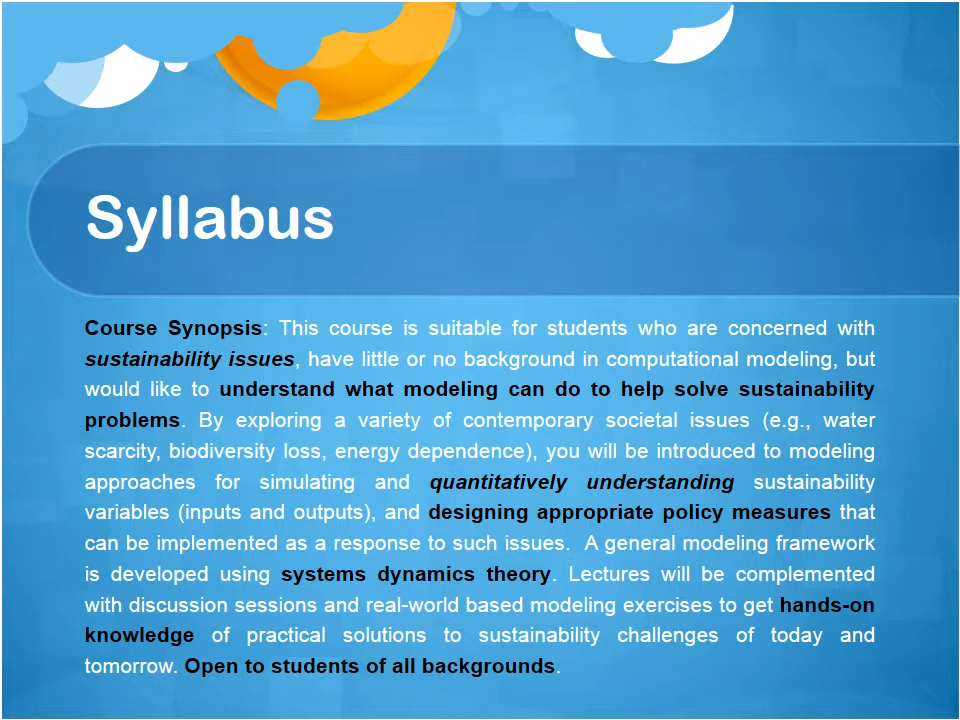 Syllabus
Course Synopsis: This course is suitable for students who are concerned with
sustainability issues, have little or no background in computational modeling, but
would like to understand what modeling can do to help solve sustainability
problems. By exploring a variety of contemporary societal issues (e.g., water
scarcity, biodiversity loss, energy dependence), you will be introduced to modeling
approaches for simulating and quantitatively understanding sustainability
variables (inputs and outputs), and designing appropriate policy measures that
can be implemented as a response to such issues.  A general modeling framework
is developed using systems dynamics theory. Lectures will be complemented
with discussion sessions and real-world based modeling exercises to get hands-on
knowledge of practical solutions to sustainability challenges of today and
tomorrow. Open to students of all backgrounds.